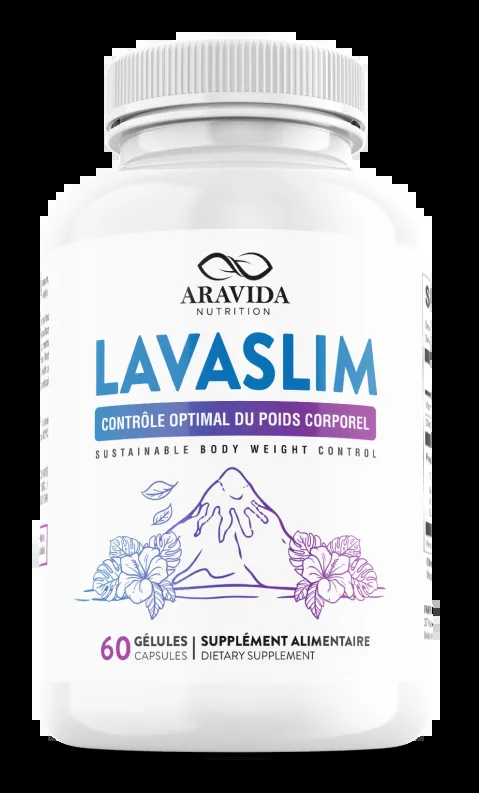 ARAVIDA
NUTRITION
LAVASLIM
CONTRÔLE OPTIMAL DU POIDS CORPOREL
SUSTAINABLE BODY WEIGHT CONTROL
60 GÉLULES | SUPPLÉMENT ALIMENTAIRE
CAPSULES | DIETARY SUPPLEMENT